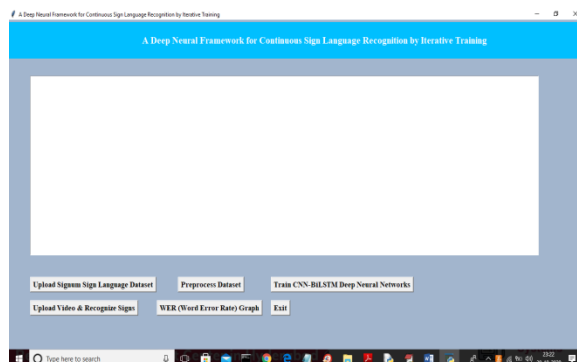 A Deep Neural Framework for Continuous Sign Language Recognition by Iterative Training
A Deep Neural Framework for Continuous Sign Language Recognition by Iterative Training
Upload Signum Sign Language Dataset Preprocess Dataset Train CNN-BiLSTM Deep Neural Networks
Upload Video & Recognize Signs WER (Word Error Rate) Graph Exit
Type here to search 23:22